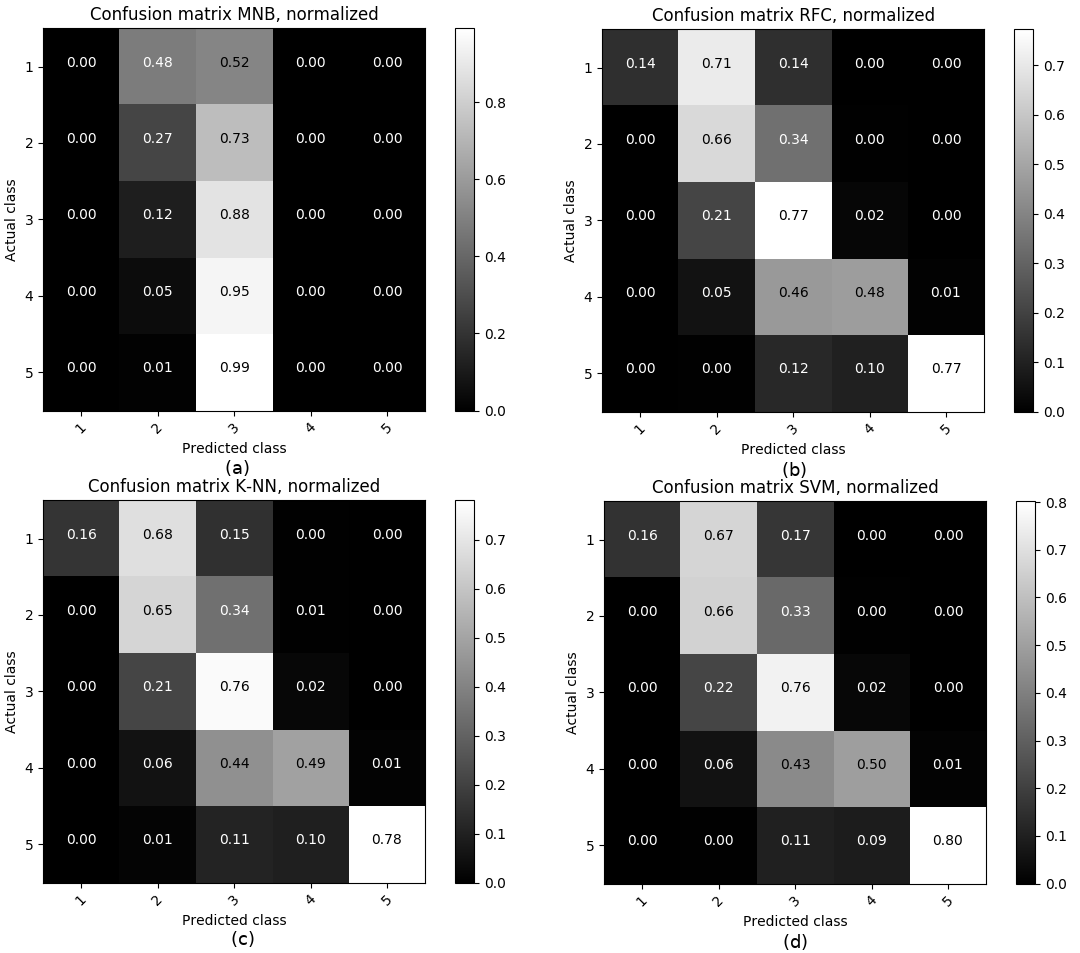 Confusion matrix MNB, normalized
Actual class
1 0.00 0.48 0.52 0.00 0.00
2 0.00 0.27 0.73 0.00 0.00
3 0.00 0.12 0.88 0.00 0.00
4 0.00 0.05 0.95 0.00 0.00
5 0.00 0.01 0.99 0.00 0.00
1 2 3 4 5
Predicted class
0.8
0.6
0.4
0.2
0.0
(a)
Confusion matrix RFC, normalized
Actual class
1 0.14 0.71 0.14 0.00 0.00
2 0.00 0.66 0.34 0.00 0.00
3 0.00 0.21 0.77 0.02 0.00
4 0.00 0.05 0.46 0.48 0.01
5 0.00 0.00 0.12 0.10 0.77
1 2 3 4 5
Predicted class
0.7
0.6
0.5
0.4
0.3
0.2
0.1
0.0
(b)
Confusion matrix K-NN, normalized
Actual class
1 0.16 0.68 0.15 0.00 0.00
2 0.00 0.65 0.34 0.01 0.00
3 0.00 0.21 0.76 0.02 0.00
4 0.00 0.06 0.44 0.49 0.01
5 0.00 0.01 0.11 0.10 0.78
1 2 3 4 5
Predicted class
0.7
0.6
0.5
0.4
0.3
0.2
0.1
0.0
(c)
Confusion matrix SVM, normalized
Actual class
1 0.16 0.67 0.17 0.00 0.00
2 0.00 0.66 0.33 0.00 0.00
3 0.00 0.22 0.76 0.02 0.00
4 0.00 0.06 0.43 0.50 0.01
5 0.00 0.00 0.11 0.09 0.80
1 2 3 4 5
Predicted class
0.8
0.7
0.6
0.5
0.4
0.3
0.2
0.1
0.0
(d)